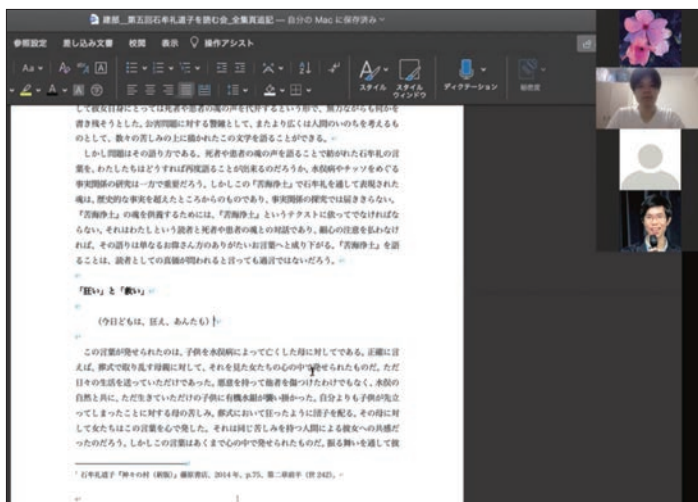 建部__第五回石牟礼道子を読む会_全集頁追記 — 自分の Mac に保存済み
参照設定 差し込み文書 校閲 表示 操作アシスト
スタイル スタイルウィンドウ ディクテーション 秘密度
して彼女自身にとっては死者や患者の魂の声を代弁するという形で、無力ながらも何かを
書き残そうとした。公害問題に対する警鐘として、またより広くは人間のいのちを考えるも
のとして、数々の苦しみの上に描かれたこの文学を語ることができる。
しかし問題はその語り方である。死者や患者の魂の声を語ることで紡がれた石牟礼の言
葉を、わたしたちはどうすれば再度語ることが出来るのだろうか。水俣病やチッソをめぐる
事実関係の研究は一方で重要だろう。しかしこの『苦海浄土』で石牟礼を通して表現された
魂は、歴史的な事実を超えたところからのものであり、事実関係の探究では届ききらない。
『苦海浄土』の魂を供養するためには、『苦海浄土』というテクストに依ってでなければな
らない。それはわたしという読者と死者や患者の魂との対話であり、細心の注意を払わなけ
れば、その語りは単なるお偉さん方のありがたいお言葉へと成り下がる。『苦海浄土』を語
ることは、読者としての真価が問われると言っても過言ではないだろう。
「狂い」と「救い」
(今日どもは、狂え、あんたも)
この言葉が発せられたのは、子供を水俣病によって亡くした母に対してである。正確に言
えば、葬式で取り乱す母親に対して、それを見た女たちの心の中で発せられたものだ。ただ
日々の生活を送っていただけであった。悪意を持って他者を傷つけたわけでもなく、水俣の
自然と共に、ただ生きていただけの子供に有機水銀が襲い掛かった。自分よりも子供が先立
ってしまったことに対する母の苦しみ。葬式において狂ったように団子を配る。その母に対
して女たちはこの言葉を心で発した。それは同じ苦しみを持つ人間による彼女への共感だ
ったのだろう。しかしこの言葉はあくまで心の中で発せられたものだ。振る舞いを通して彼
石牟礼道子『神々の村(新版)』藤原書店、2014年、p.75、第二章前半(世 242)。
1